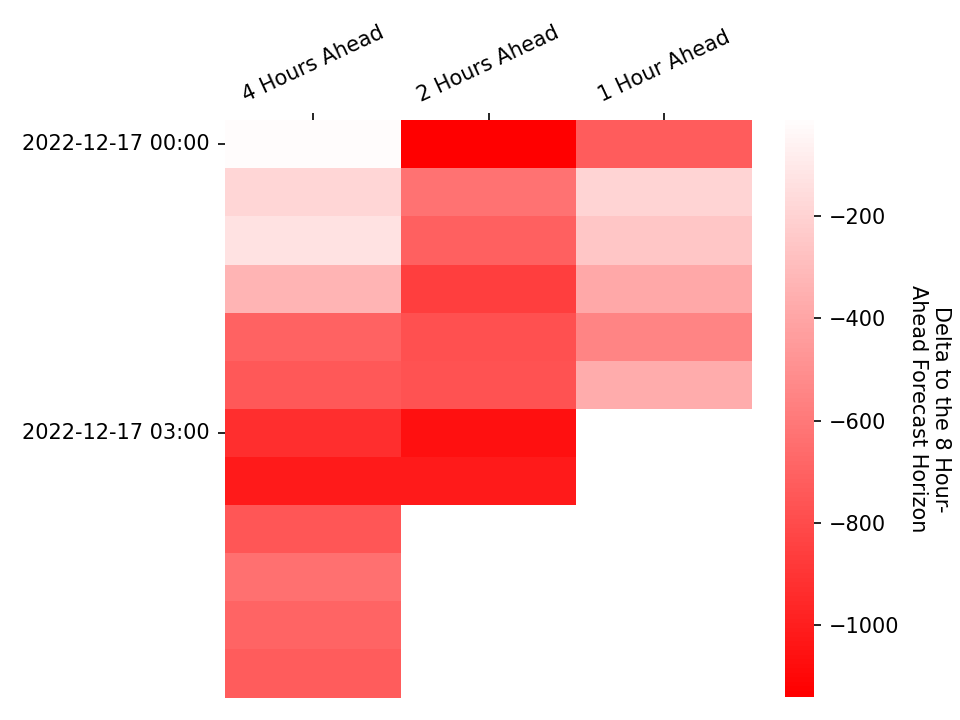 4 Hours Ahead
2 Hours Ahead
1 Hour Ahead
2022-12-17 00:00
2022-12-17 03:00
−200
−400
−600
−800
−1000
Delta to the 8 Hour-
Ahead Forecast Horizon